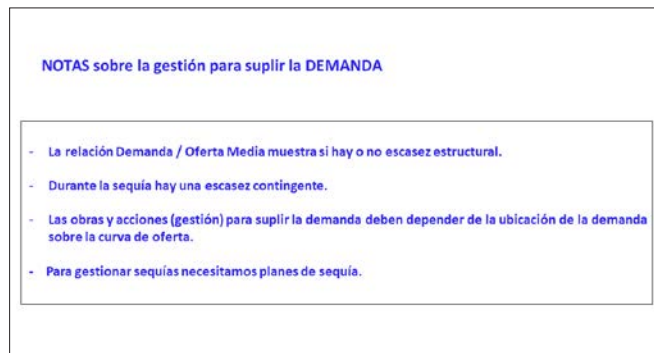 NOTAS sobre la gestión para suplir la DEMANDA
- La relación Demanda / Oferta Media muestra si hay o no escasez estructural.
- Durante la sequía hay una escasez contingente.
- Las obras y acciones (gestión) para suplir la demanda deben depender de la ubicación de la demanda
sobre la curva de oferta.
- Para gestionar sequías necesitamos planes de sequía.